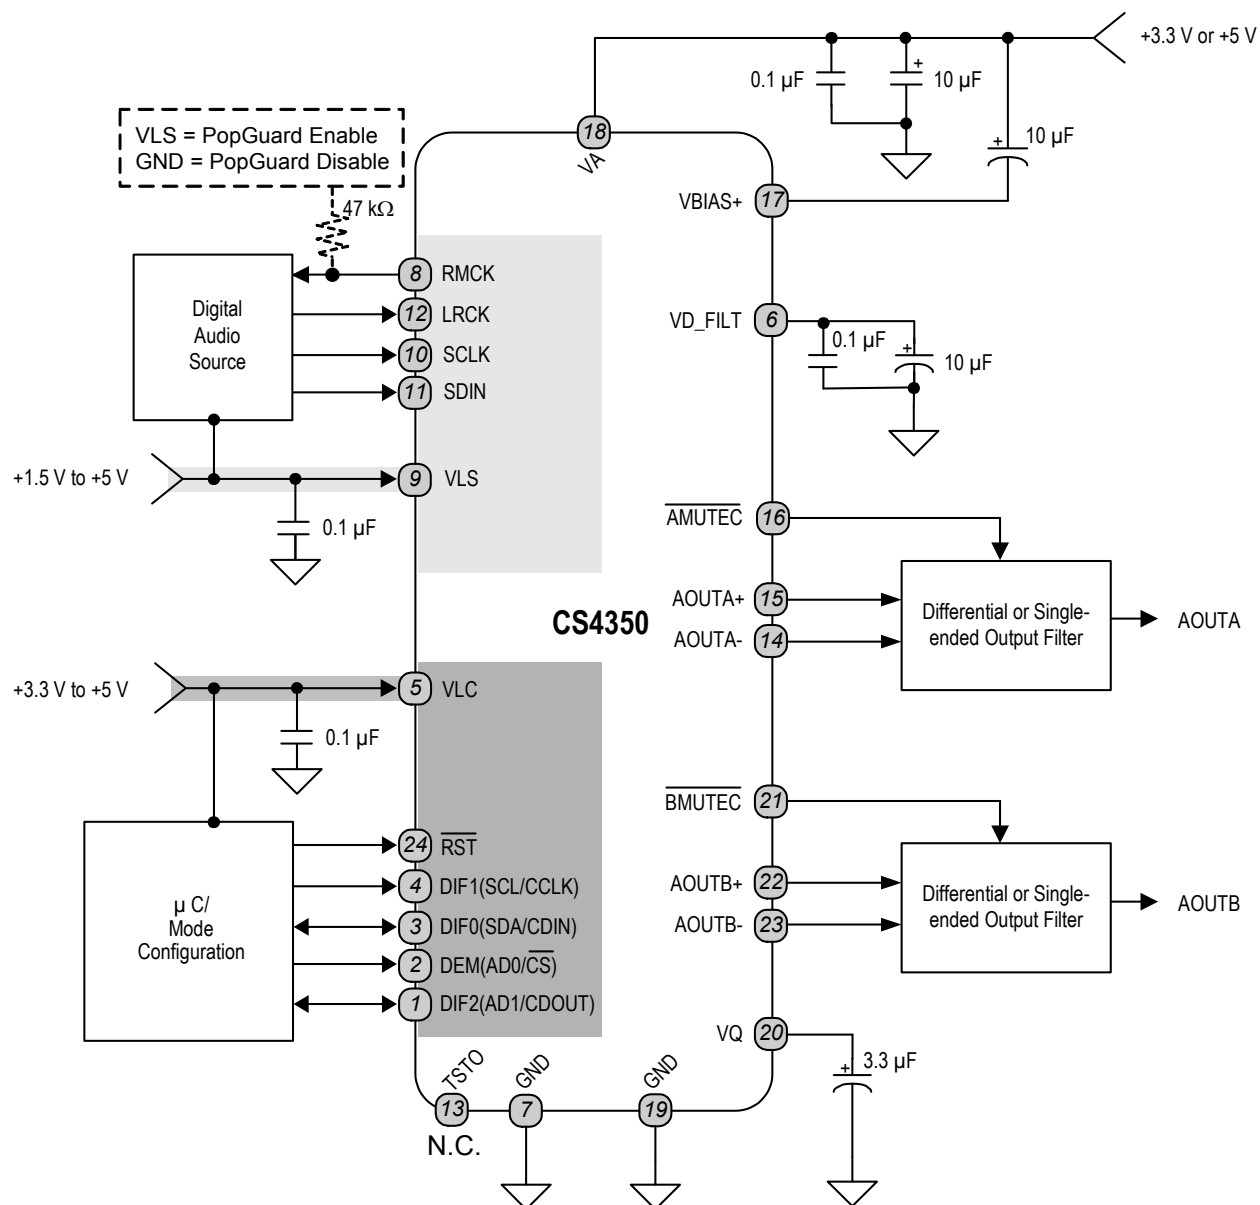 +3.3 V or +5 V
0.1 µF
10 µF
10 µF
VLS = PopGuard Enable
GND = PopGuard Disable
47 kΩ
18
VA
VBIAS+
17
Digital
Audio
Source
8
RMCK
12
LRCK
10
SCLK
11
SDIN
VD_FILT
6
0.1 µF
10 µF
+1.5 V to +5 V
9
VLS
0.1 µF
AMUTEC
16
AOUTA+
15
AOUTA-
14
Differential or Single-
ended Output Filter
AOUTA
CS4350
+3.3 V to +5 V
5
VLC
0.1 µF
BMUTEC
21
AOUTB+
22
AOUTB-
23
Differential or Single-
ended Output Filter
AOUTB
µ C/
Mode
Configuration
24
RST
4
DIF1(SCL/CCLK)
3
DIF0(SDA/CDIN)
2
DEM(AD0/CS)
1
DIF2(AD1/CDOUT)
VQ
20
3.3 µF
TSTO
13
N.C.
GND
7
GND
19